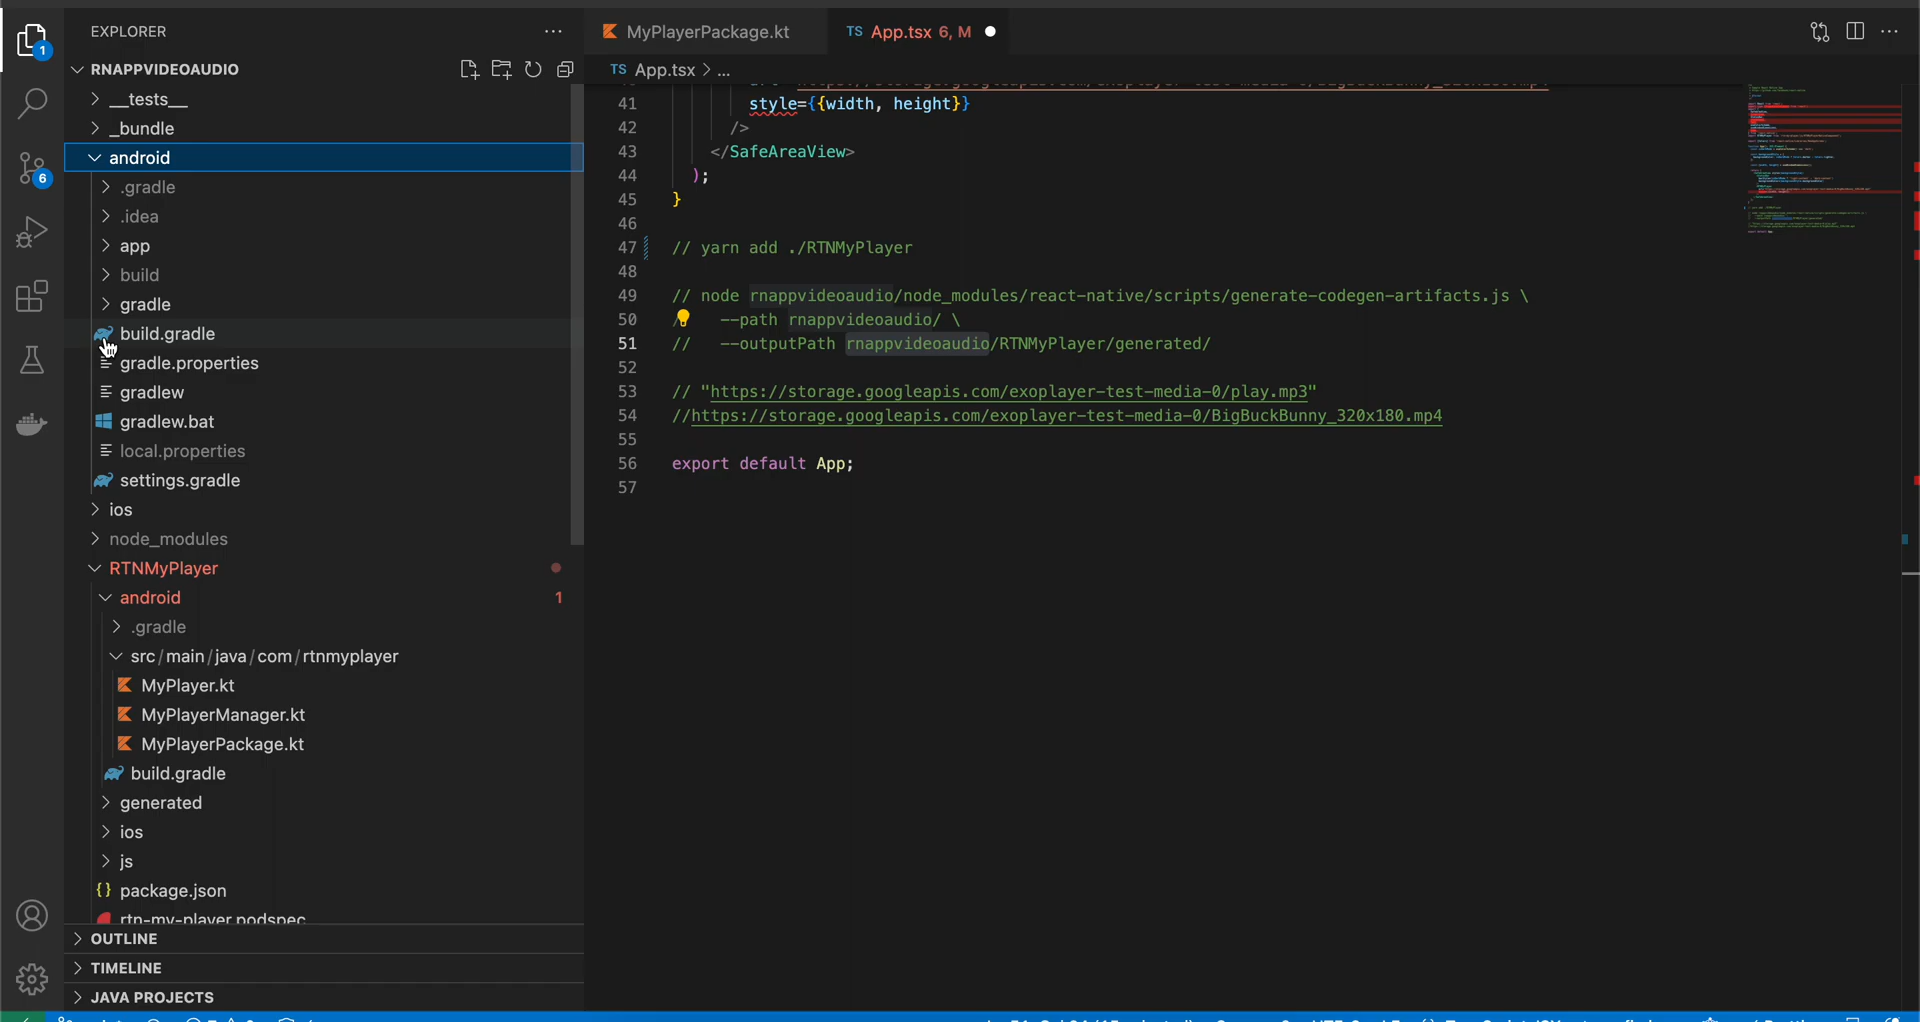 EXPLORER
RNAPPVIDEOAUDIO
__tests__
_bundle
android
.gradle
.idea
app
build
gradle
build.gradle
gradle.properties
gradlew
gradlew.bat
local.properties
settings.gradle
ios
node_modules
RTNMyPlayer
android 1
.gradle
src/main/java/com/rtnmyplayer
MyPlayer.kt
MyPlayerManager.kt
MyPlayerPackage.kt
build.gradle
generated
ios
js
{} package.json
rtn-my-player.podspec
OUTLINE
TIMELINE
JAVA PROJECTS
1
6
MyPlayerPackage.kt
TS App.tsx 6, M
TS App.tsx > ...
41 style={{width, height}}
42 />
43 </SafeAreaView>
44 );
45 }
46
47 // yarn add ./RTNMyPlayer
48
49 // node rnappvideoaudio/node_modules/react-native/scripts/generate-codegen-artifacts.js \
50 --path rnappvideoaudio/ \
51 // --outputPath rnappvideoaudio/RTNMyPlayer/generated/
52
53 // "https://storage.googleapis.com/exoplayer-test-media-0/play.mp3"
54 //https://storage.googleapis.com/exoplayer-test-media-0/BigBuckBunny_320x180.mp4
55
56 export default App;
57